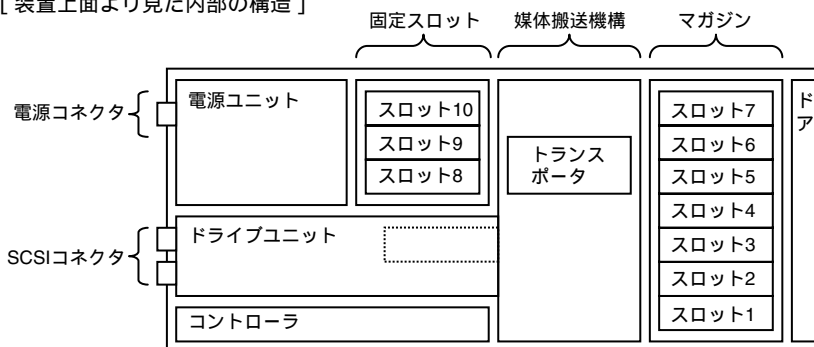 [ 装置上面より見た内部の構造 ]
固定スロット 媒体搬送機構 マガジン
電源コネクタ
電源ユニット
スロット10
スロット9
スロット8
トランス
ポータ
スロット7
スロット6
スロット5
スロット4
スロット3
スロット2
スロット1
ド
ア
SCSIコネクタ
ドライブユニット
コントローラ